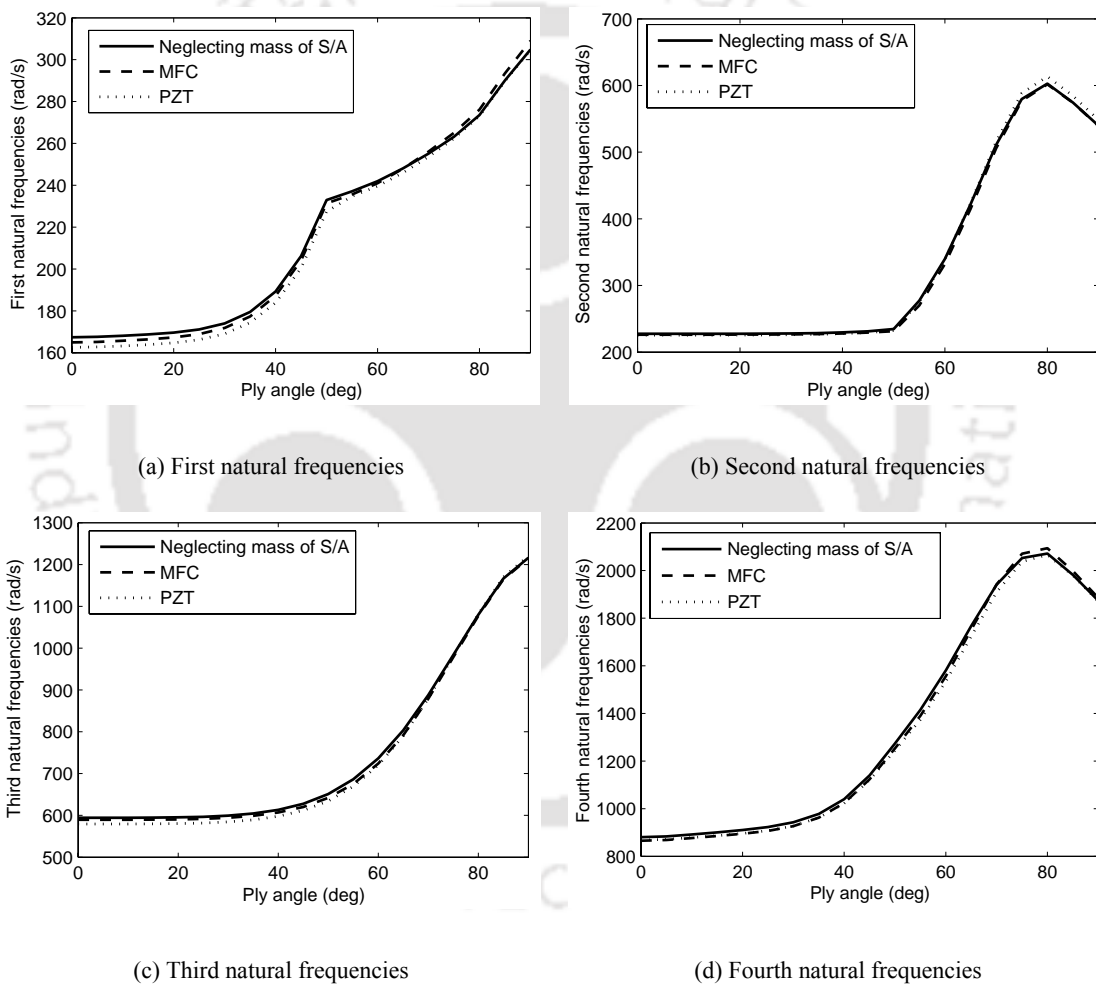 First natural frequencies (rad/s)
320
300
280
260
240
220
200
180
160
0 20 40 60 80
Ply angle (deg)
Neglecting mass of S/A
MFC
PZT
(a) First natural frequencies
Second natural frequencies (rad/s)
700
600
500
400
300
200
0 20 40 60 80
Ply angle (deg)
Neglecting mass of S/A
MFC
PZT
(b) Second natural frequencies
Third natural frequencies (rad/s)
1300
1200
1100
1000
900
800
700
600
500
0 20 40 60 80
Ply angle (deg)
Neglecting mass of S/A
MFC
PZT
(c) Third natural frequencies
Fourth natural frequencies (rad/s)
2200
2000
1800
1600
1400
1200
1000
800
0 20 40 60 80
Ply angle (deg)
Neglecting mass of S/A
MFC
PZT
(d) Fourth natural frequencies